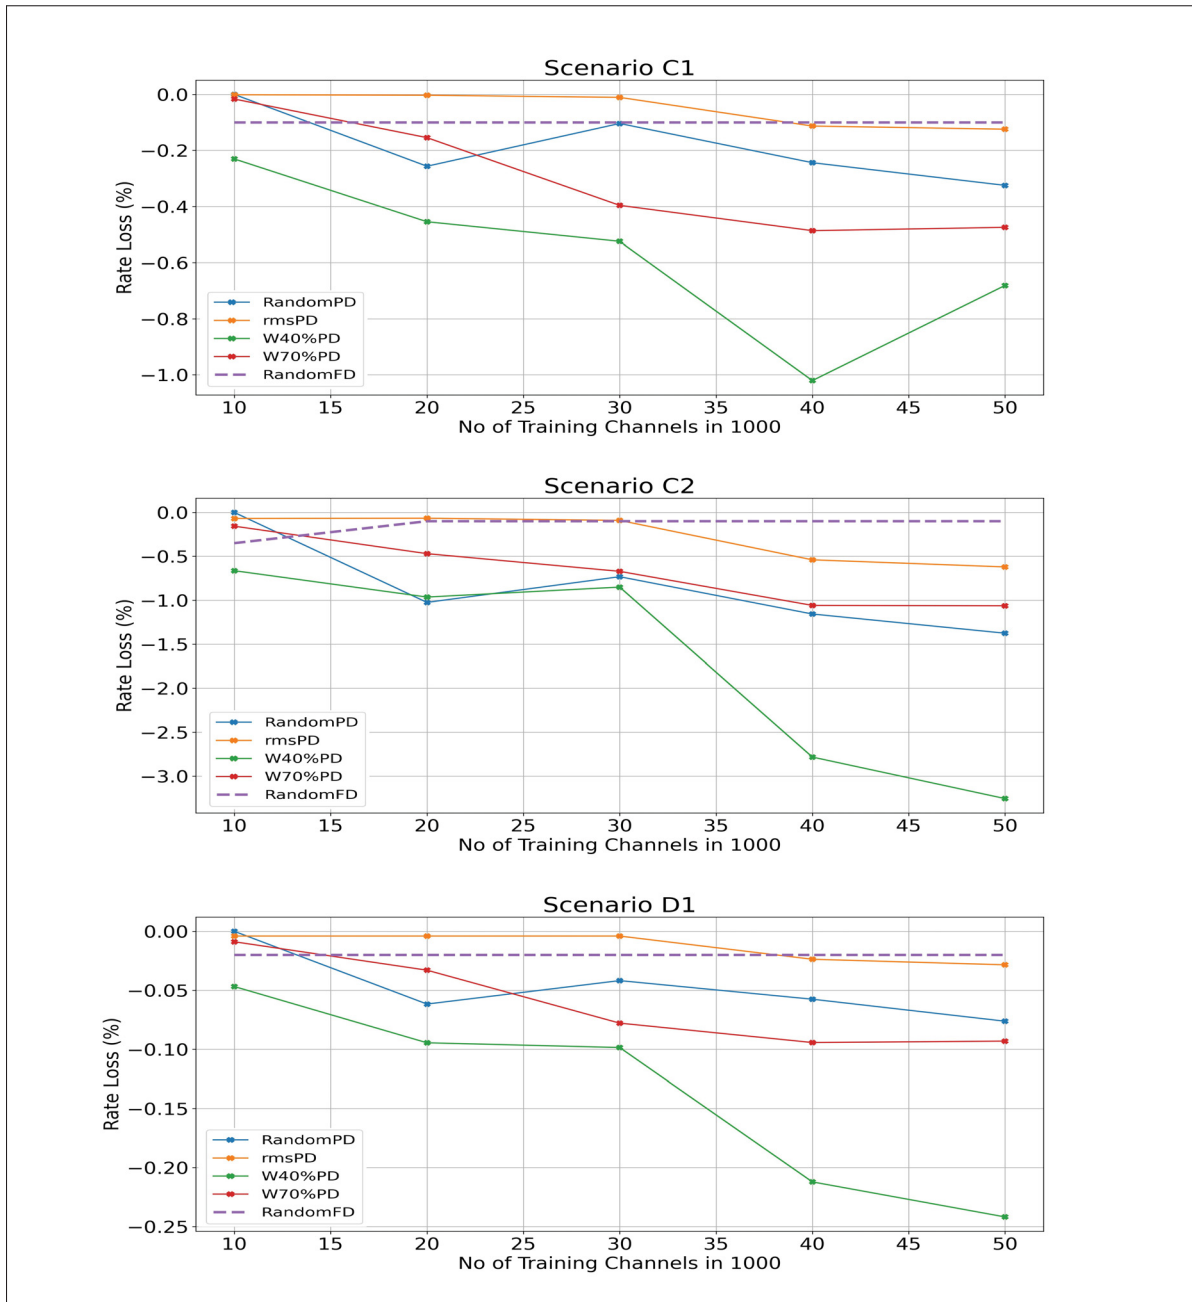 Scenario C1
Rate Loss (%)
0.0
−0.2
−0.4
−0.6
−0.8
−1.0
RandomPD
rmsPD
W40%PD
W70%PD
RandomFD
10 15 20 25 30 35 40 45 50
No of Training Channels in 1000
Scenario C2
Rate Loss (%)
0.0
−0.5
−1.0
−1.5
−2.0
−2.5
−3.0
RandomPD
rmsPD
W40%PD
W70%PD
RandomFD
10 15 20 25 30 35 40 45 50
No of Training Channels in 1000
Scenario D1
Rate Loss (%)
0.00
−0.05
−0.10
−0.15
−0.20
−0.25
RandomPD
rmsPD
W40%PD
W70%PD
RandomFD
10 15 20 25 30 35 40 45 50
No of Training Channels in 1000